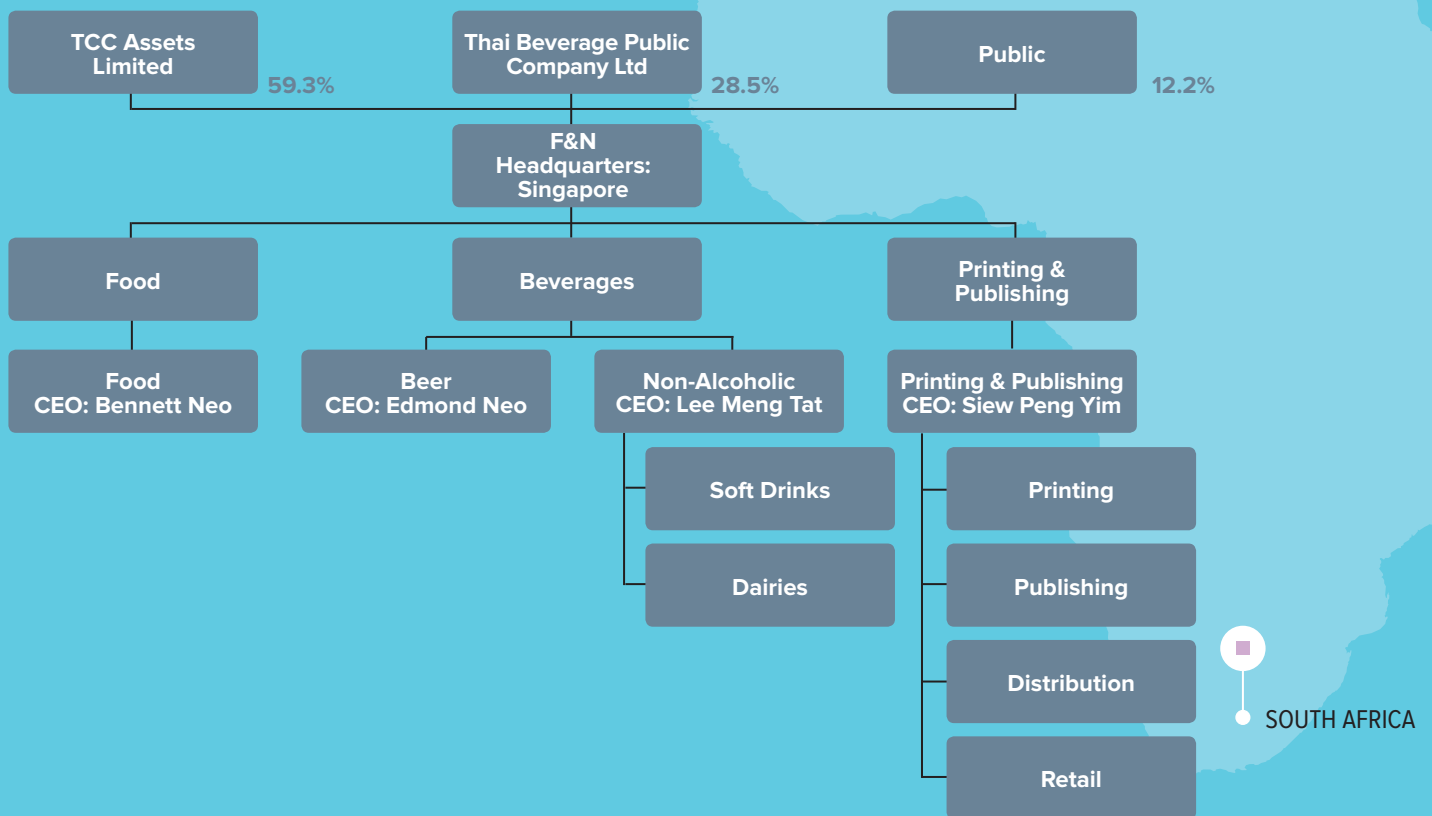 TCC Assets
Limited
59.3%
Thai Beverage Public
Company Ltd
28.5%
Public
12.2%
F&N
Headquarters:
Singapore
Food
Beverages
Printing &
Publishing
Food
CEO: Bennett Neo
Beer
CEO: Edmond Neo
Non-Alcoholic
CEO: Lee Meng Tat
Printing & Publishing
CEO: Siew Peng Yim
Soft Drinks
Dairies
Printing
Publishing
Distribution
Retail
SOUTH AFRICA